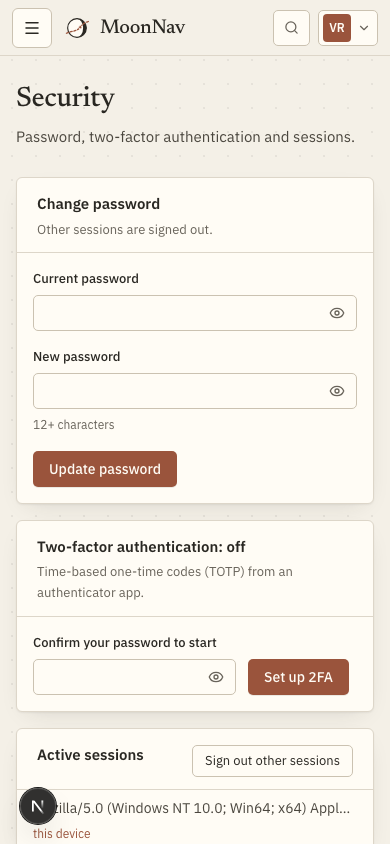 MoonNav
VR
Security
Password, two-factor authentication and sessions.
Change password
Other sessions are signed out.
Current password
New password
12+ characters
Update password
Two-factor authentication: off
Time-based one-time codes (TOTP) from an
authenticator app.
Confirm your password to start
Set up 2FA
Active sessions
Sign out other sessions
N
illa/5.0 (Windows NT 10.0; Win64; x64) Appl...
this device